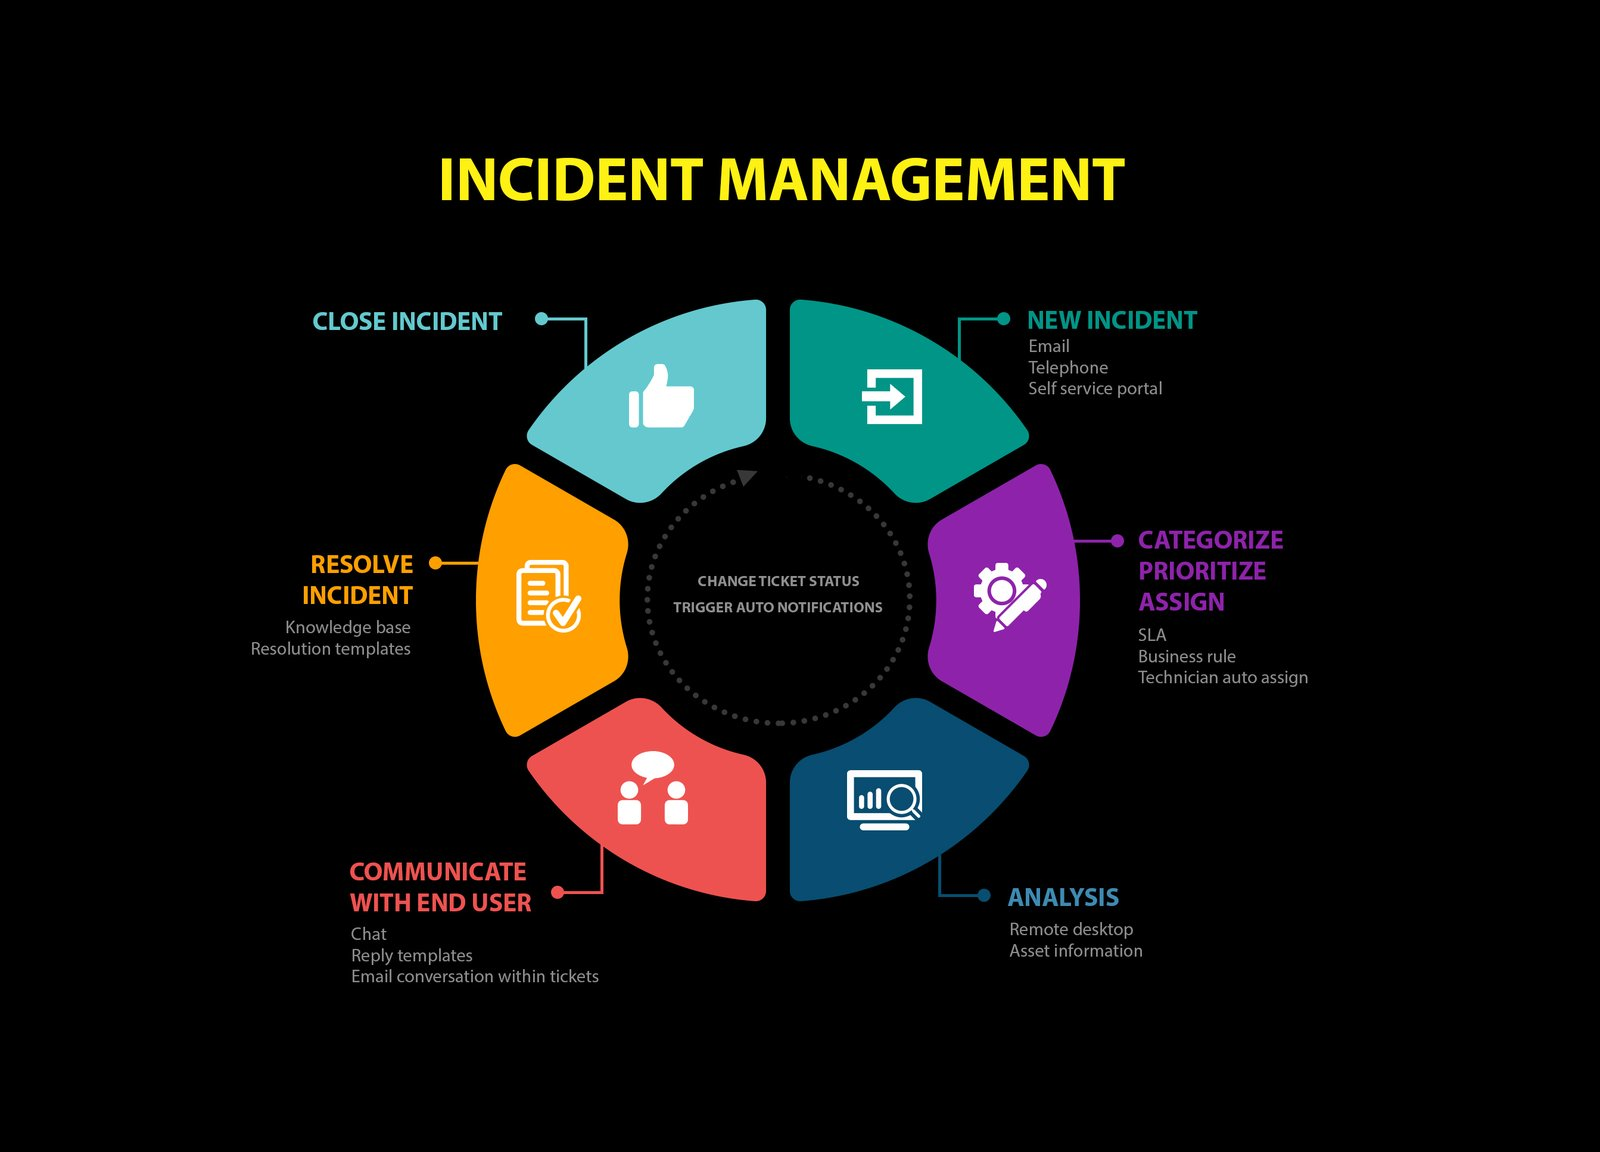 INCIDENT MANAGEMENT
NEW INCIDENT
Email
Telephone
Self service portal
CATEGORIZE
PRIORITIZE
ASSIGN
SLA
Business rule
Technician auto assign
ANALYSIS
Remote desktop
Asset information
COMMUNICATE
WITH END USER
Chat
Reply templates
Email conversation within tickets
RESOLVE
INCIDENT
Knowledge base
Resolution templates
CLOSE INCIDENT
CHANGE TICKET STATUS
TRIGGER AUTO NOTIFICATIONS